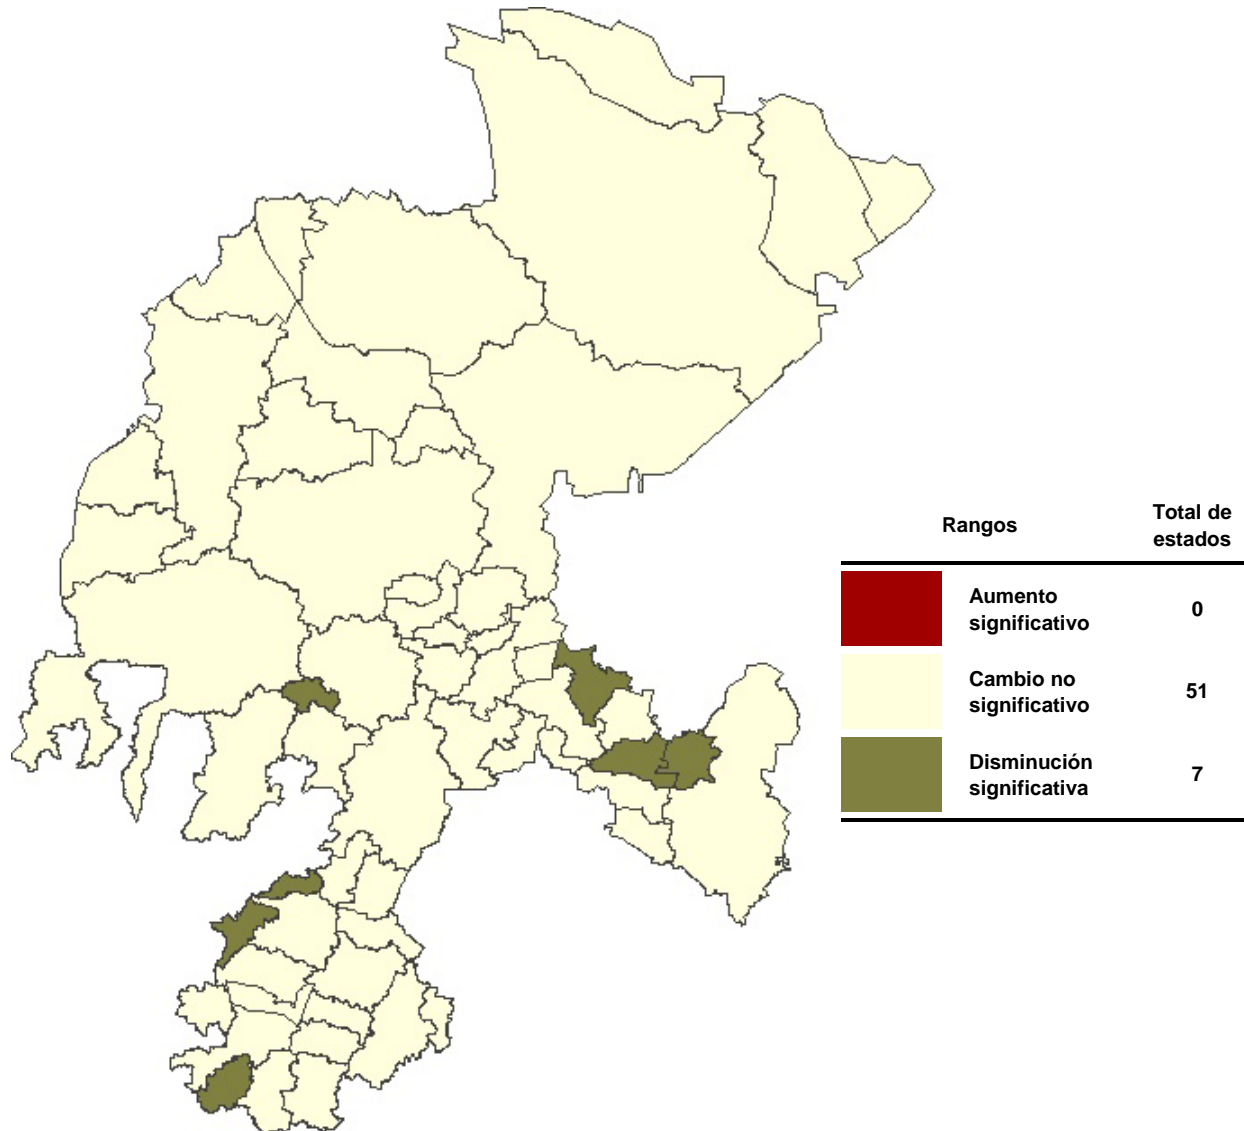 Rangos
Total de
estados
Aumento
significativo
0
Cambio no
significativo
51
Disminución
significativa
7